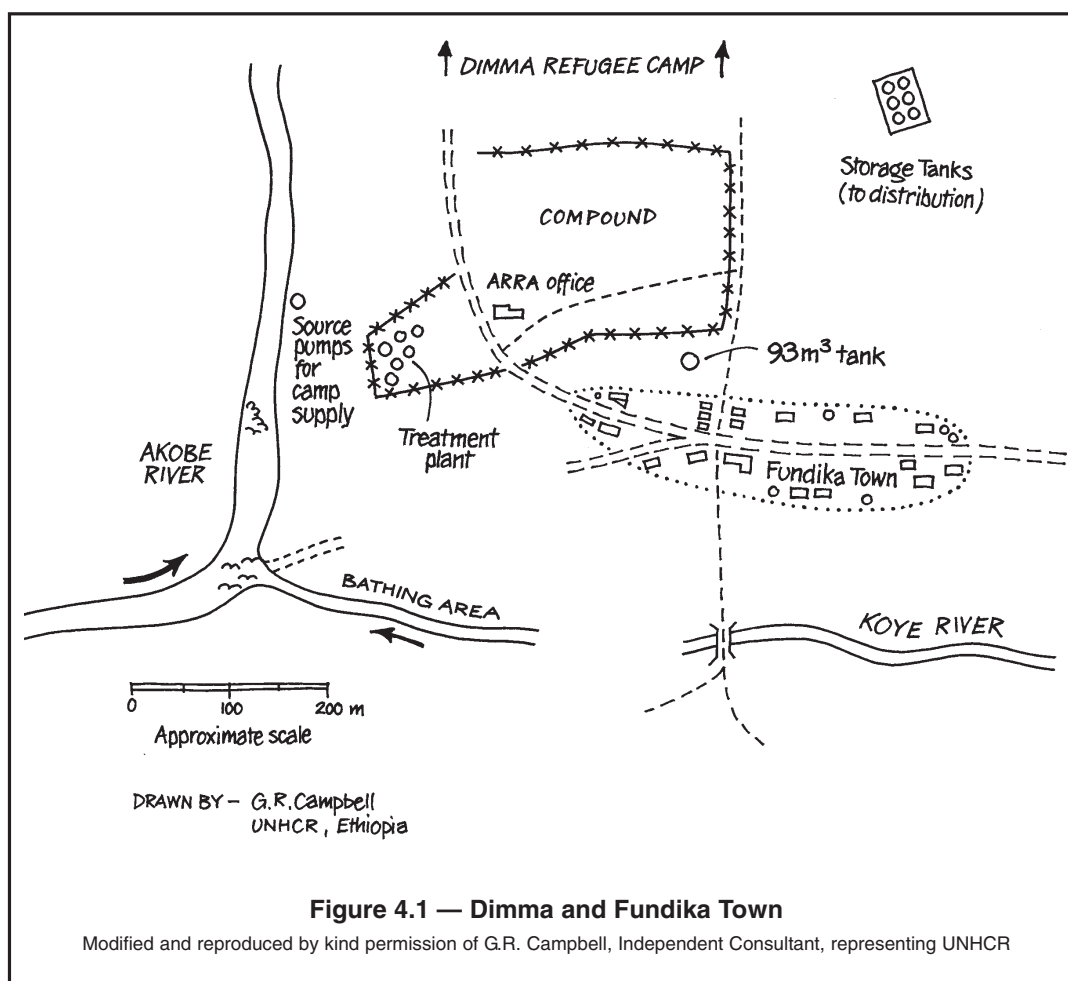 DIMMA REFUGEE CAMP
Storage Tanks
(to distribution)
COMPOUND
ARRA office
Source
pumps
for
camp
supply
93m³ tank
Treatment
plant
AKOBE
RIVER
Fundika Town
BATHING AREA
KOYE RIVER
0 100 200 m
Approximate scale
DRAWN BY – G.R. Campbell
UNHCR, Ethiopia
Figure 4.1 — Dimma and Fundika Town
Modified and reproduced by kind permission of G.R. Campbell, Independent Consultant, representing UNHCR